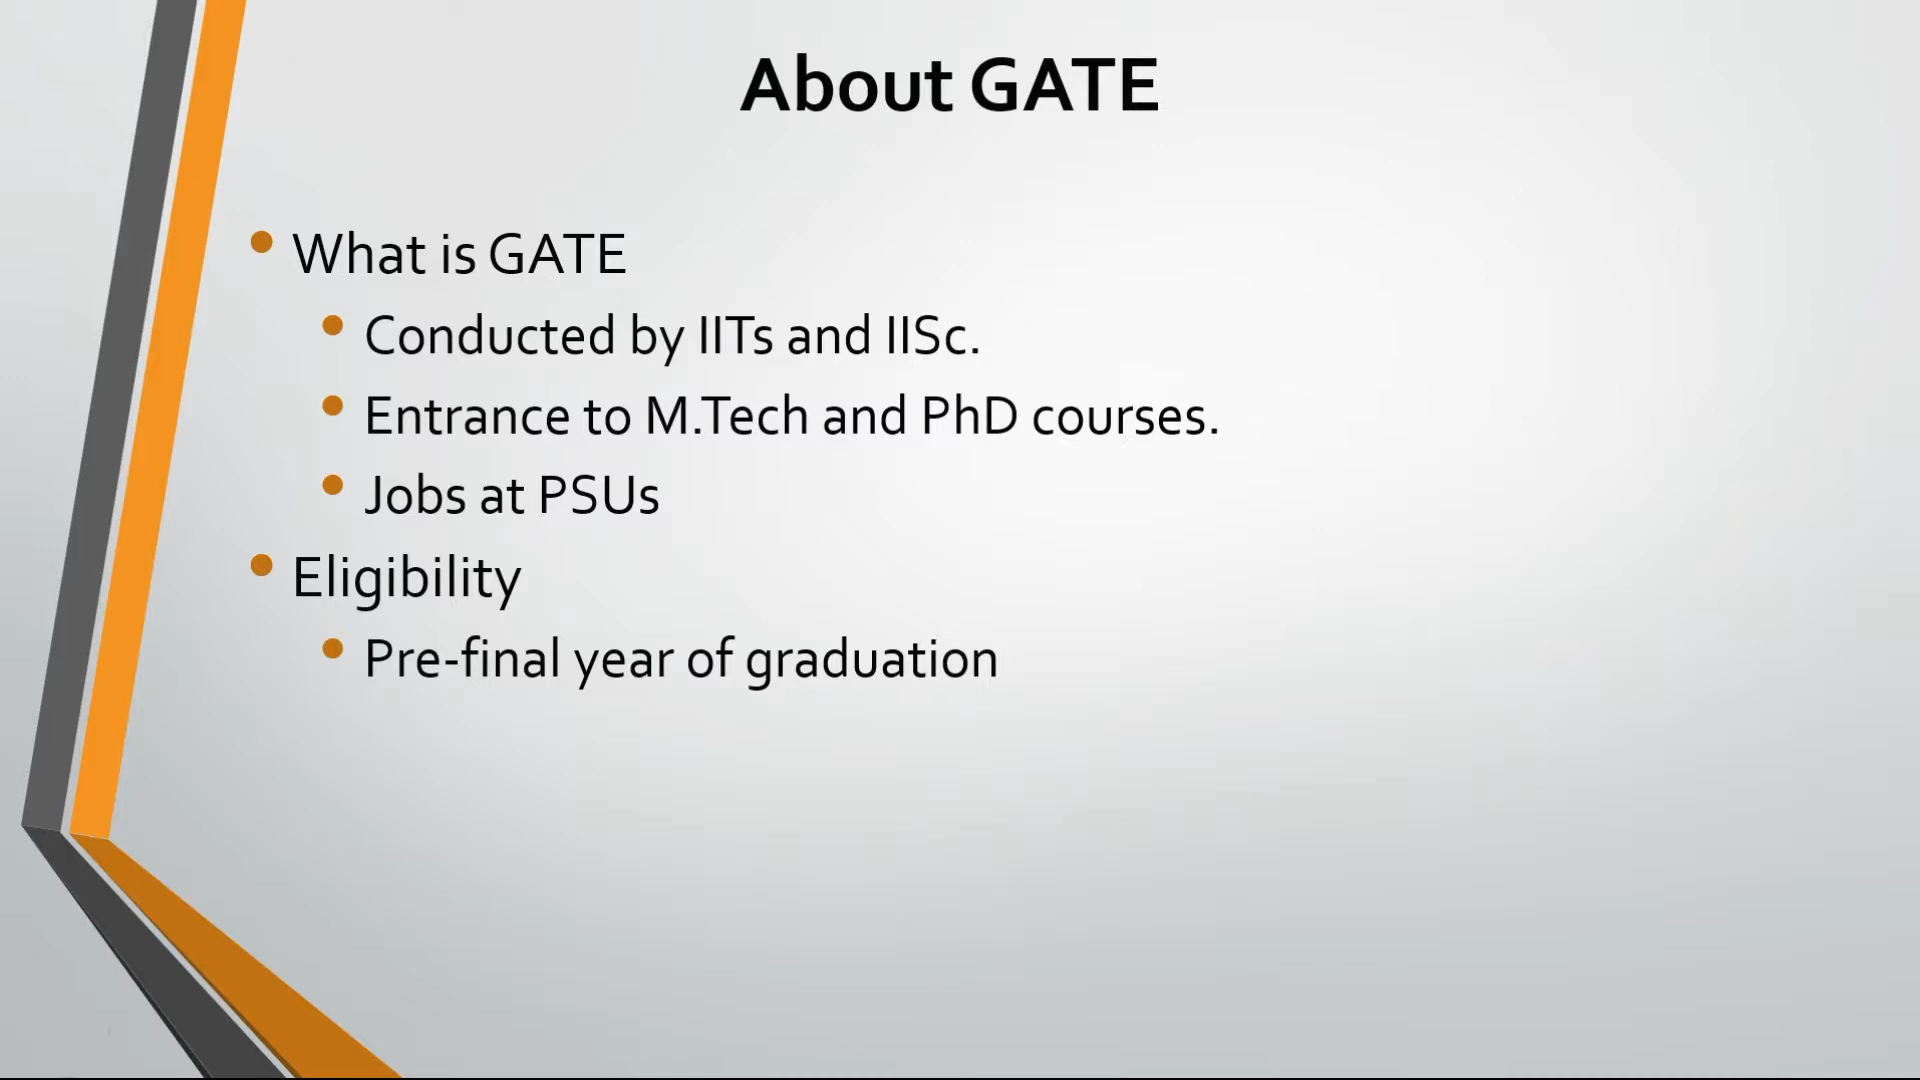 About GATE
What is GATE
Conducted by IITs and IISc.
Entrance to M.Tech and PhD courses.
Jobs at PSUs
Eligibility
Pre-final year of graduation